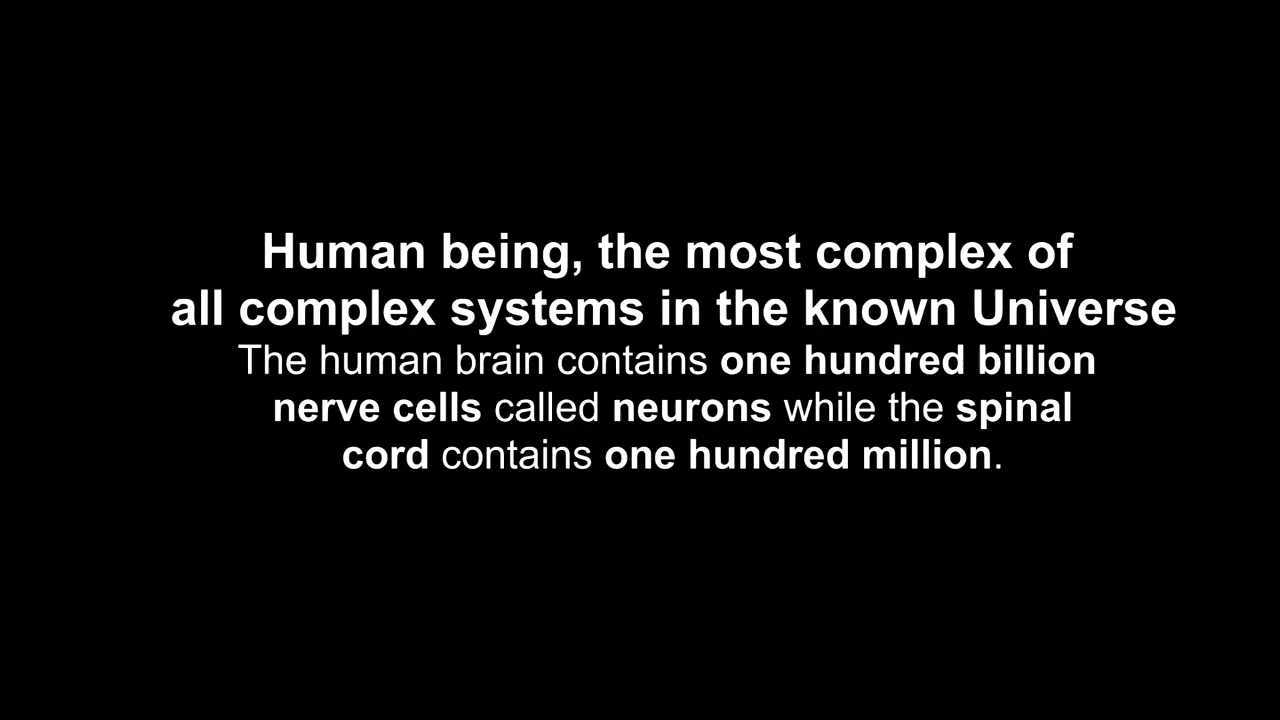 Human being, the most complex of
all complex systems in the known Universe
The human brain contains one hundred billion
nerve cells called neurons while the spinal
cord contains one hundred million.